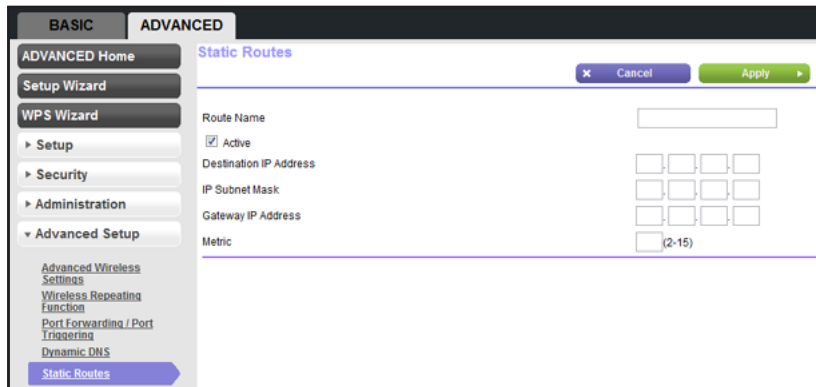 BASIC
ADVANCED
ADVANCED Home
Setup Wizard
WPS Wizard
Setup
Security
Administration
Advanced Setup
Advanced Wireless
Settings
Wireless Repeating
Function
Port Forwarding / Port
Triggering
Dynamic DNS
Static Routes
Static Routes
Cancel
Apply
Route Name
Active
Destination IP Address
. . .
IP Subnet Mask
. . .
Gateway IP Address
. . .
Metric
(2-15)